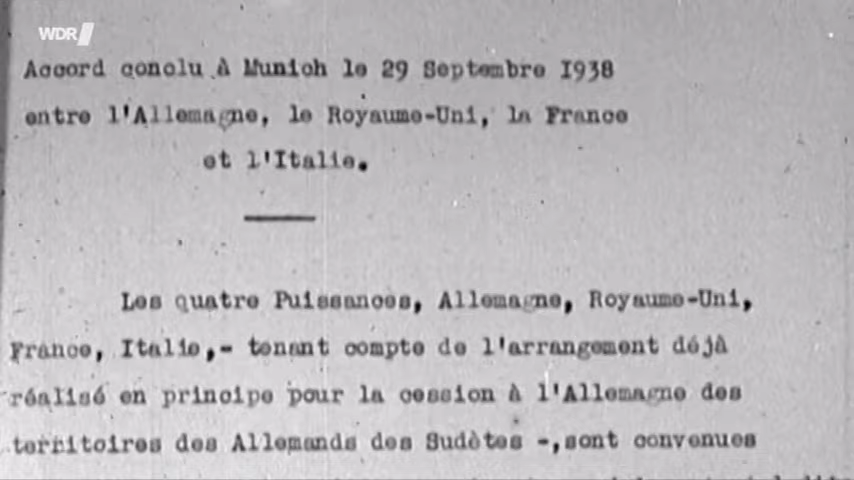 WDR
Accord conclu à Munich le 29 Septembre 1938
entre l'Allemagne, le Royaume-Uni, la France
et l'Italie.
Les quatre Puissances, Allemagne, Royaume-Uni,
France, Italie,- tenant compte de l'arrangement déjà
réalisé en principe pour la cession à l'Allemagne des
territoires des Allemands des Sudètes -,sont convenues